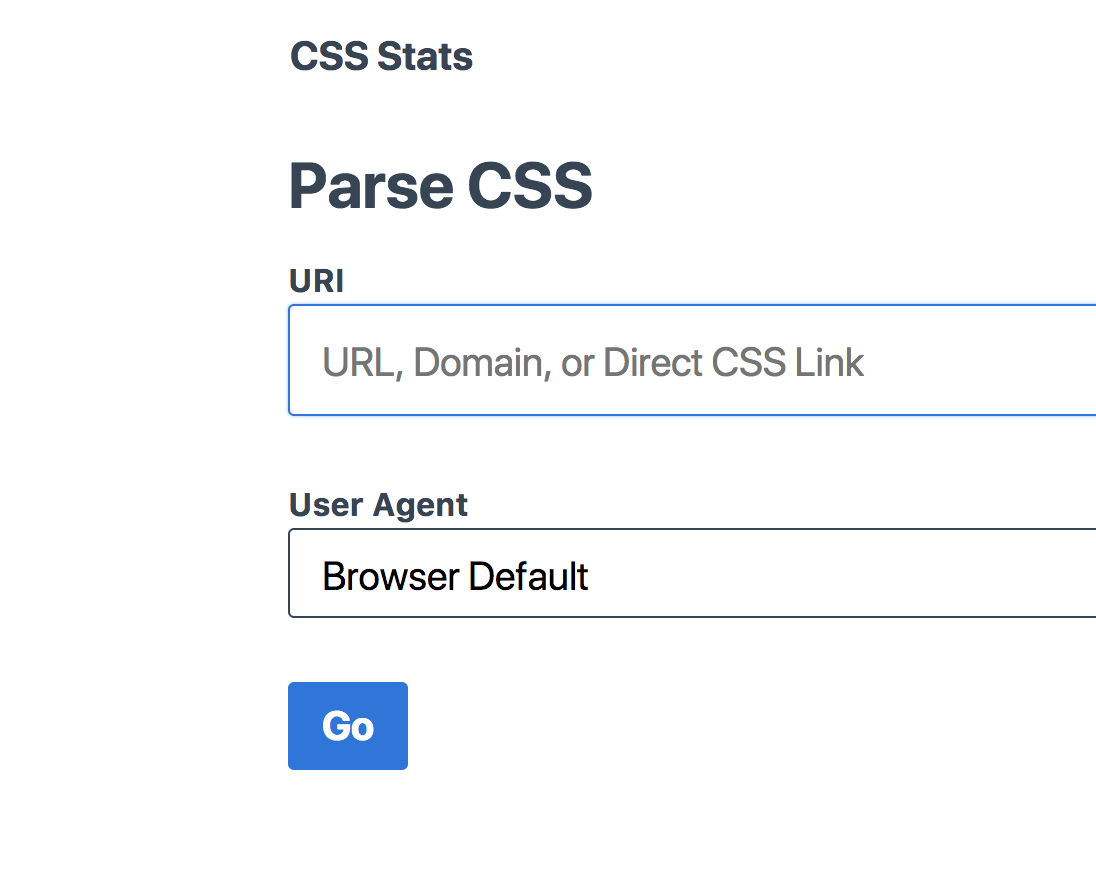 CSS Stats
Parse CSS
URI
URL, Domain, or Direct CSS Link
User Agent
Browser Default
Go